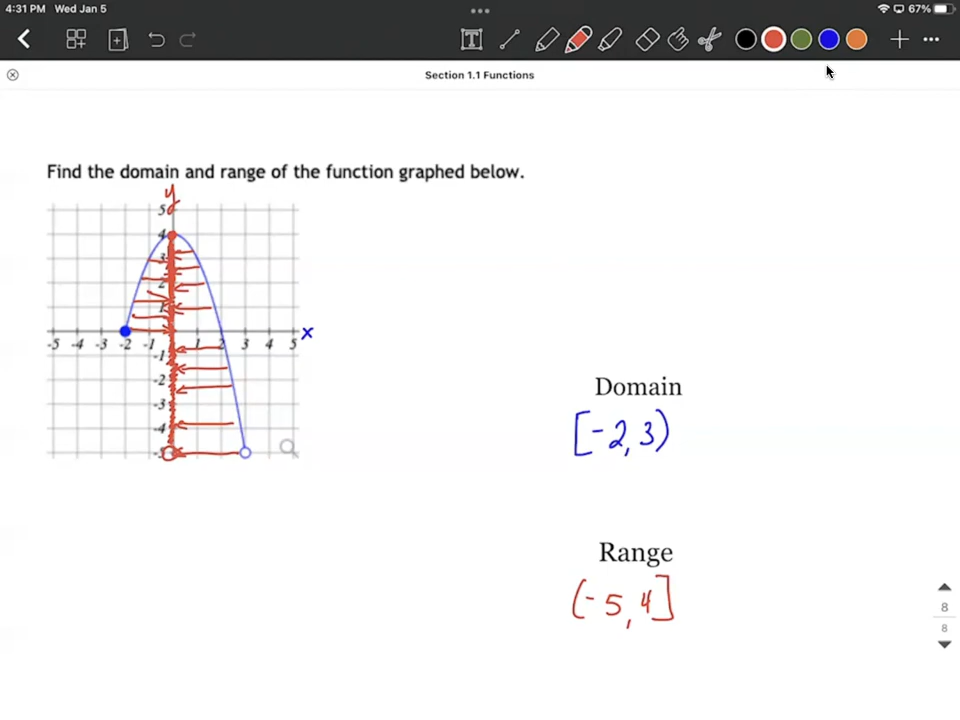 4:31 PM Wed Jan 5
67%
Section 1.1 Functions
Find the domain and range of the function graphed below.
y
5
4
3
2
1
-5 -4 -3 -2 -1 1 2 3 4 5 x
-1
-2
-3
-4
-5
Domain
[-2, 3)
Range
(-5, 4]
8
8